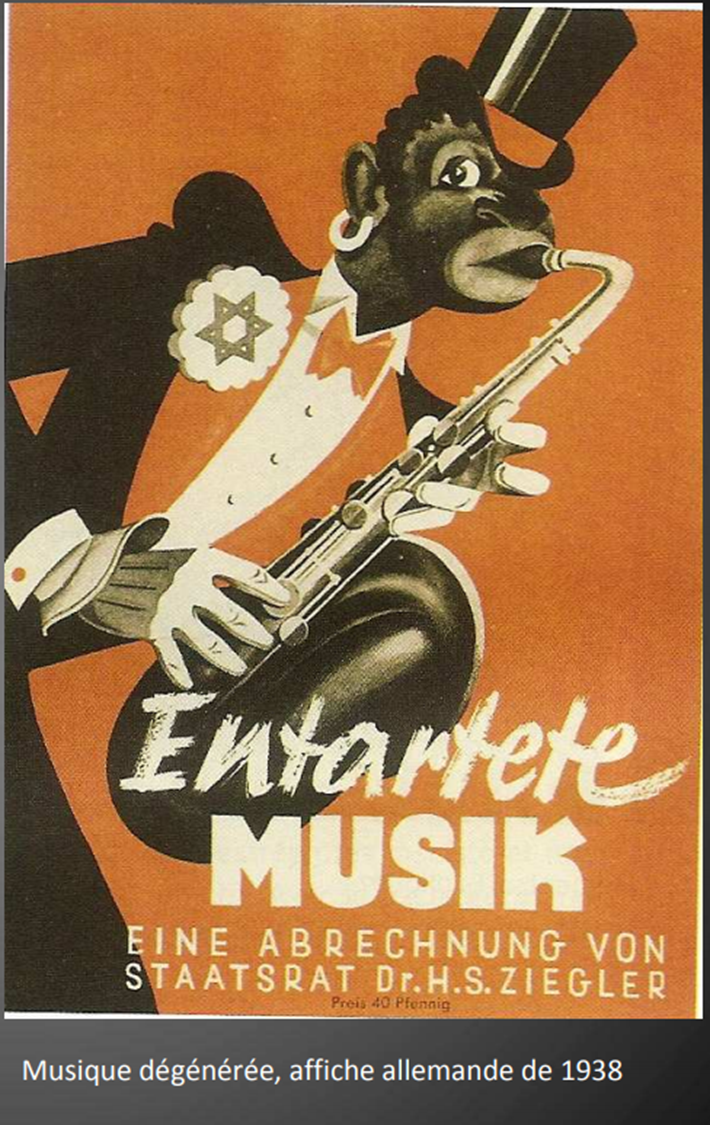 Entartete
MUSIK
EINE ABRECHNUNG VON
STAATSRAT Dr.H.S.ZIEGLER
Preis 40 Pfennig
Musique dégénérée, affiche allemande de 1938